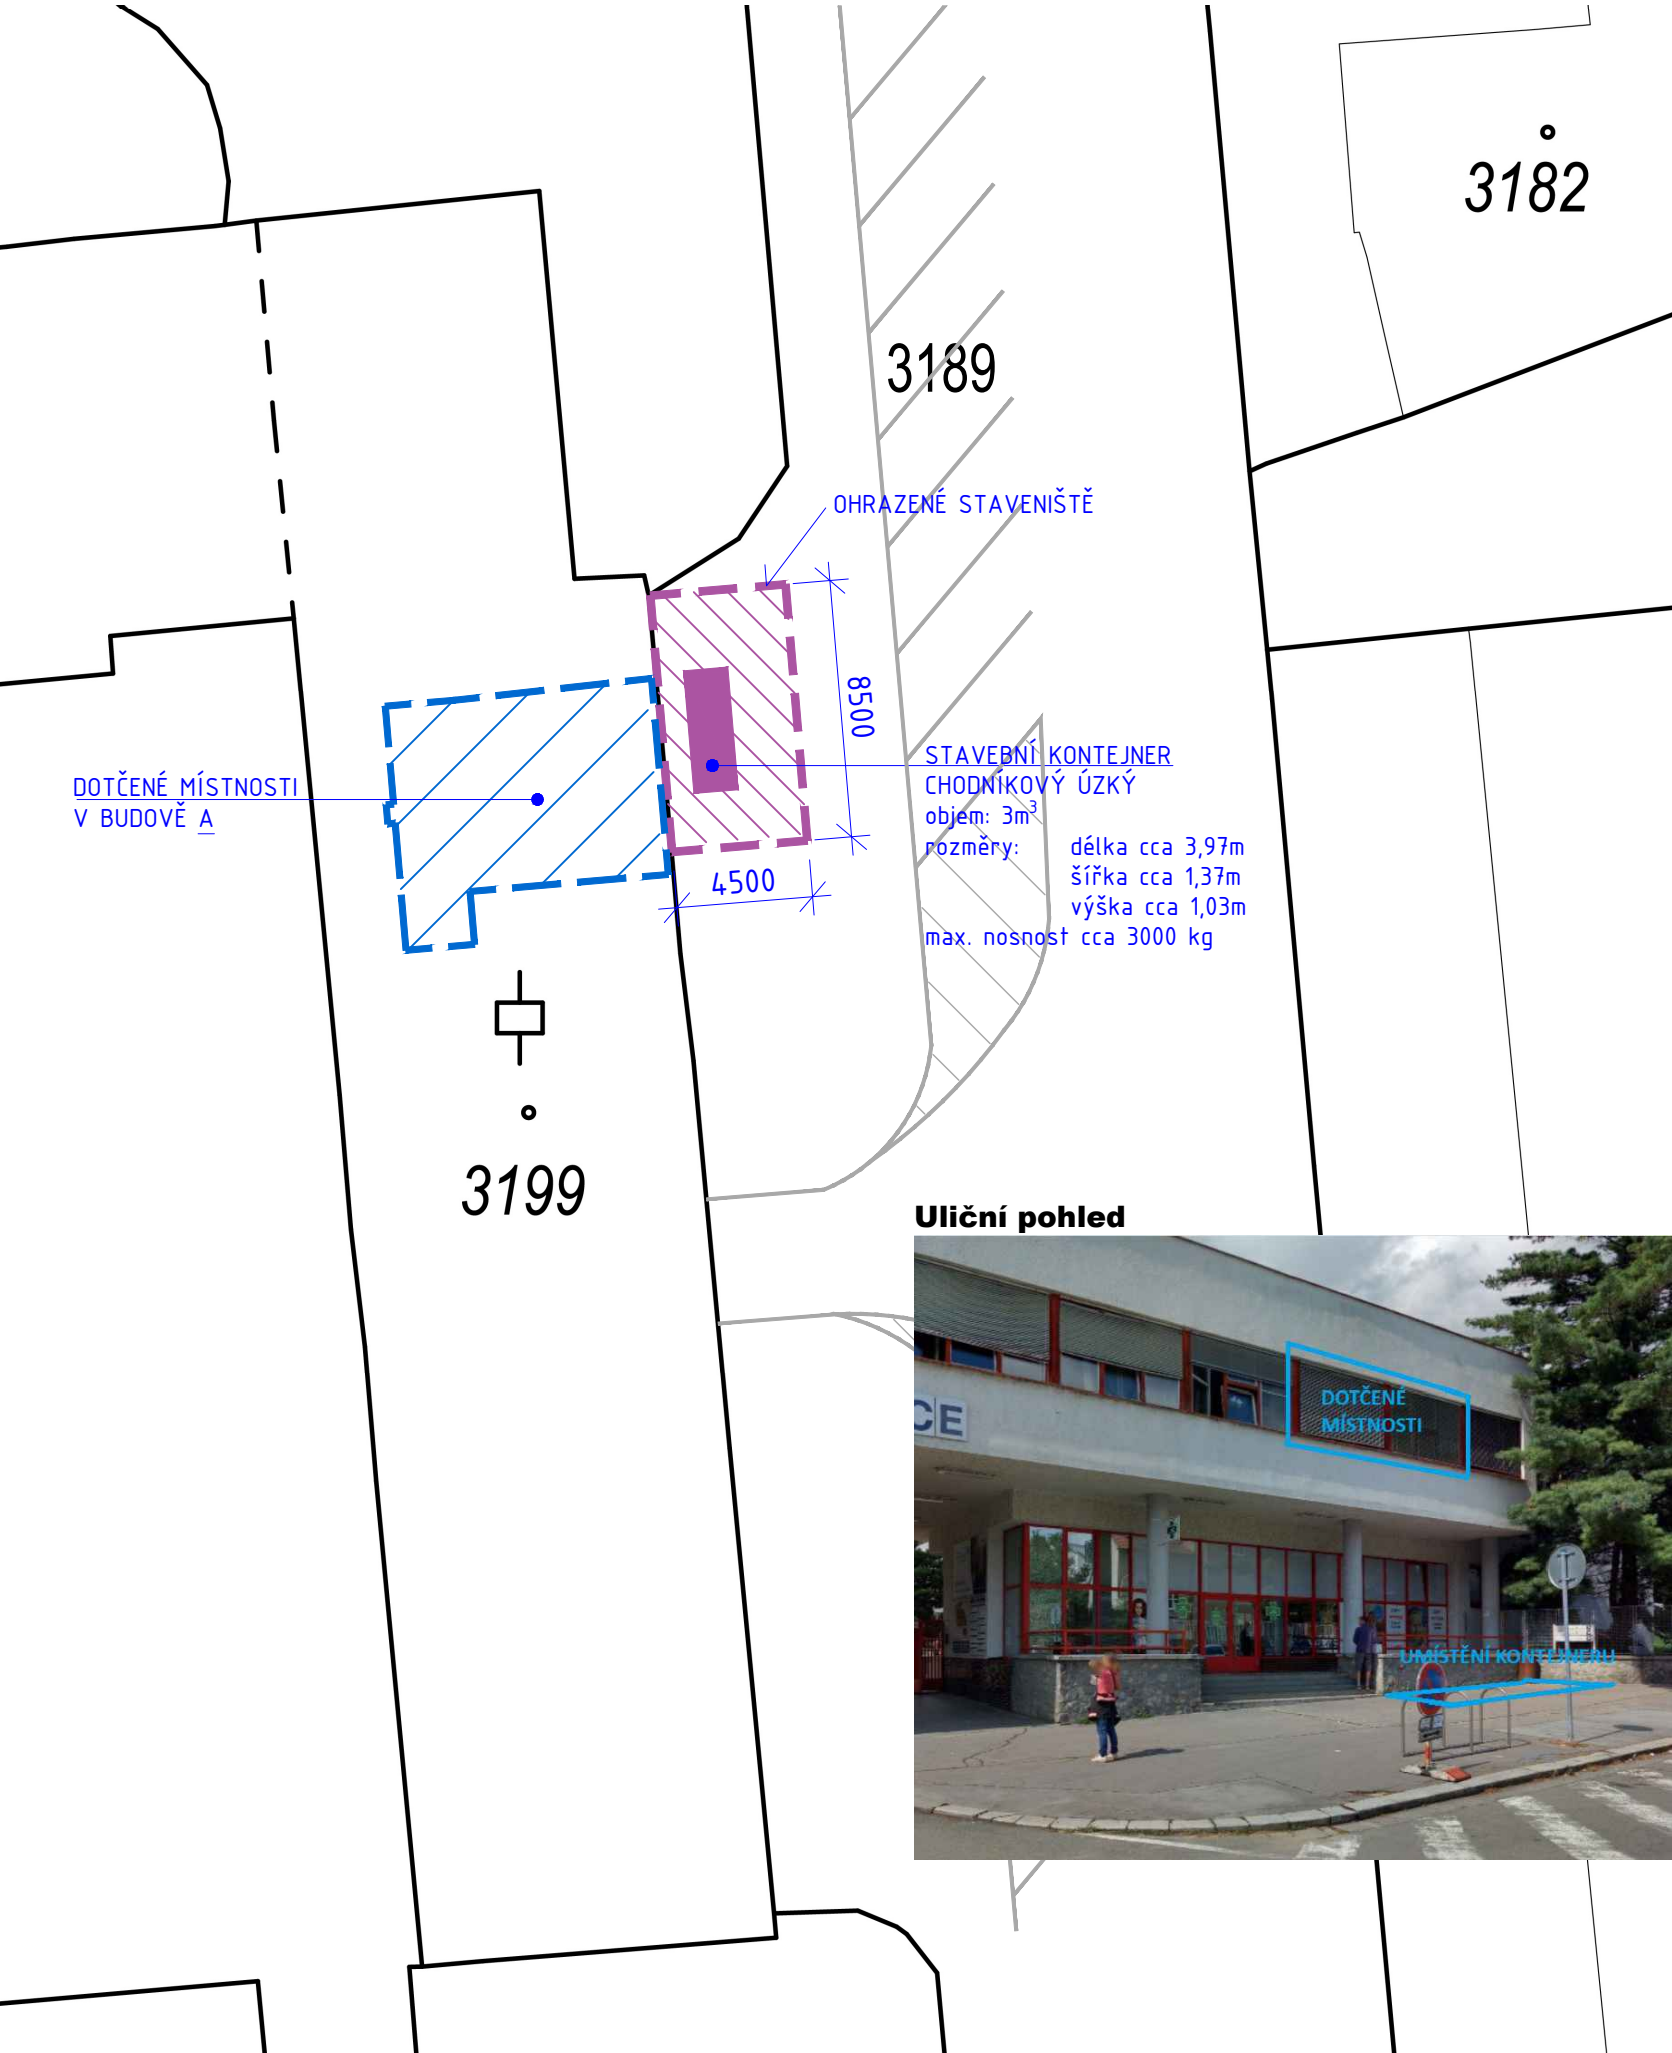 3182
3189
OHRAZENÉ STAVENIŠTĚ
8500
STAVEBNÍ KONTEJNER
CHODNÍKOVÝ ÚZKÝ
objem: 3m³
rozměry: délka cca 3,97m
šířka cca 1,37m
výška cca 1,03m
max. nosnost cca 3000 kg
DOTČENÉ MÍSTNOSTI
V BUDOVĚ A
4500
3199
Uliční pohled
DOTČENÉ
MÍSTNOSTI
CE
UMÍSTĚNÍ KONTEJNERU